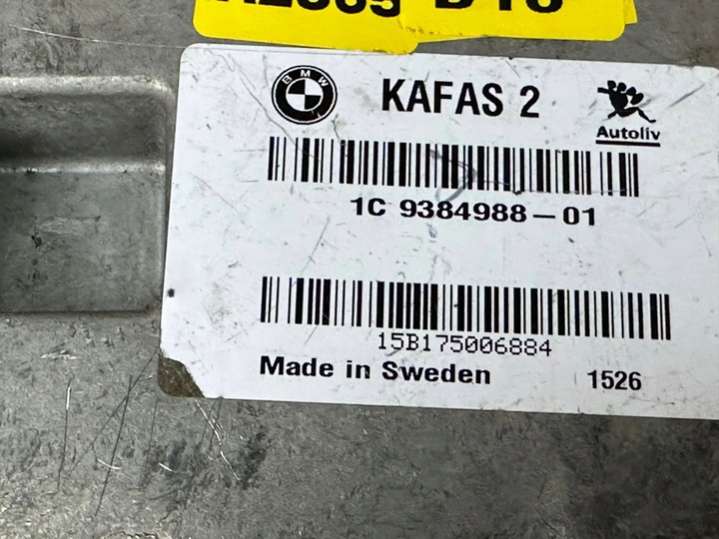 BMW
KAFAS 2
Autoliv
1C 9384988-01
15B175006884
Made in Sweden 1526